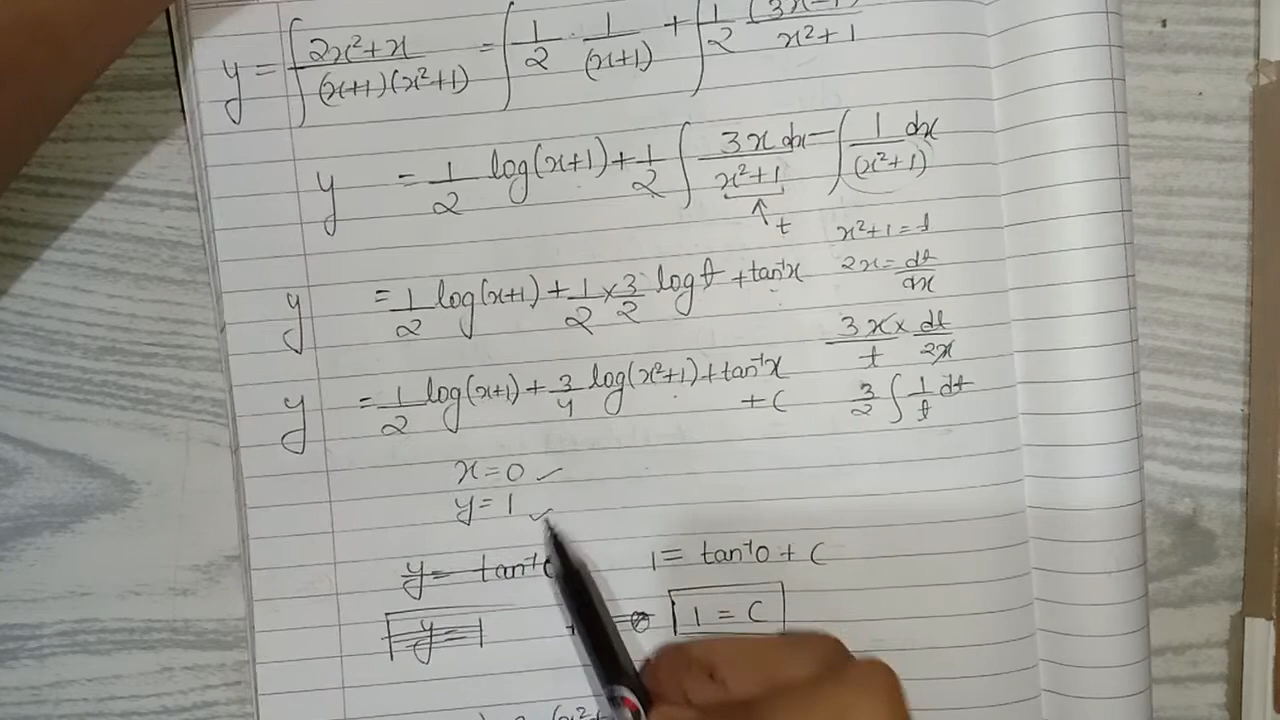 y = ∫ 2x²+x / (x+1)(x²+1) = ∫ 1/2 · 1/(x+1) + ∫ 1/2 (3x-1) / x²+1
y = 1/2 log(x+1) + 1/2 ∫ 3x dx / x²+1 - ∫ 1 dx / (x²+1)
↑ t
x²+1 = t
2x = dt/dx
y = 1/2 log(x+1) + 1/2 × 3/2 log t + tan⁻¹x
3x/t × dt/2x
y = 1/2 log(x+1) + 3/4 log(x²+1) + tan⁻¹x
+ C
3/2 ∫ 1/t dt
x = 0 ✓
y = 1 ✓
y = tan⁻¹
1 = tan⁻¹0 + C
y = 1
1 = C